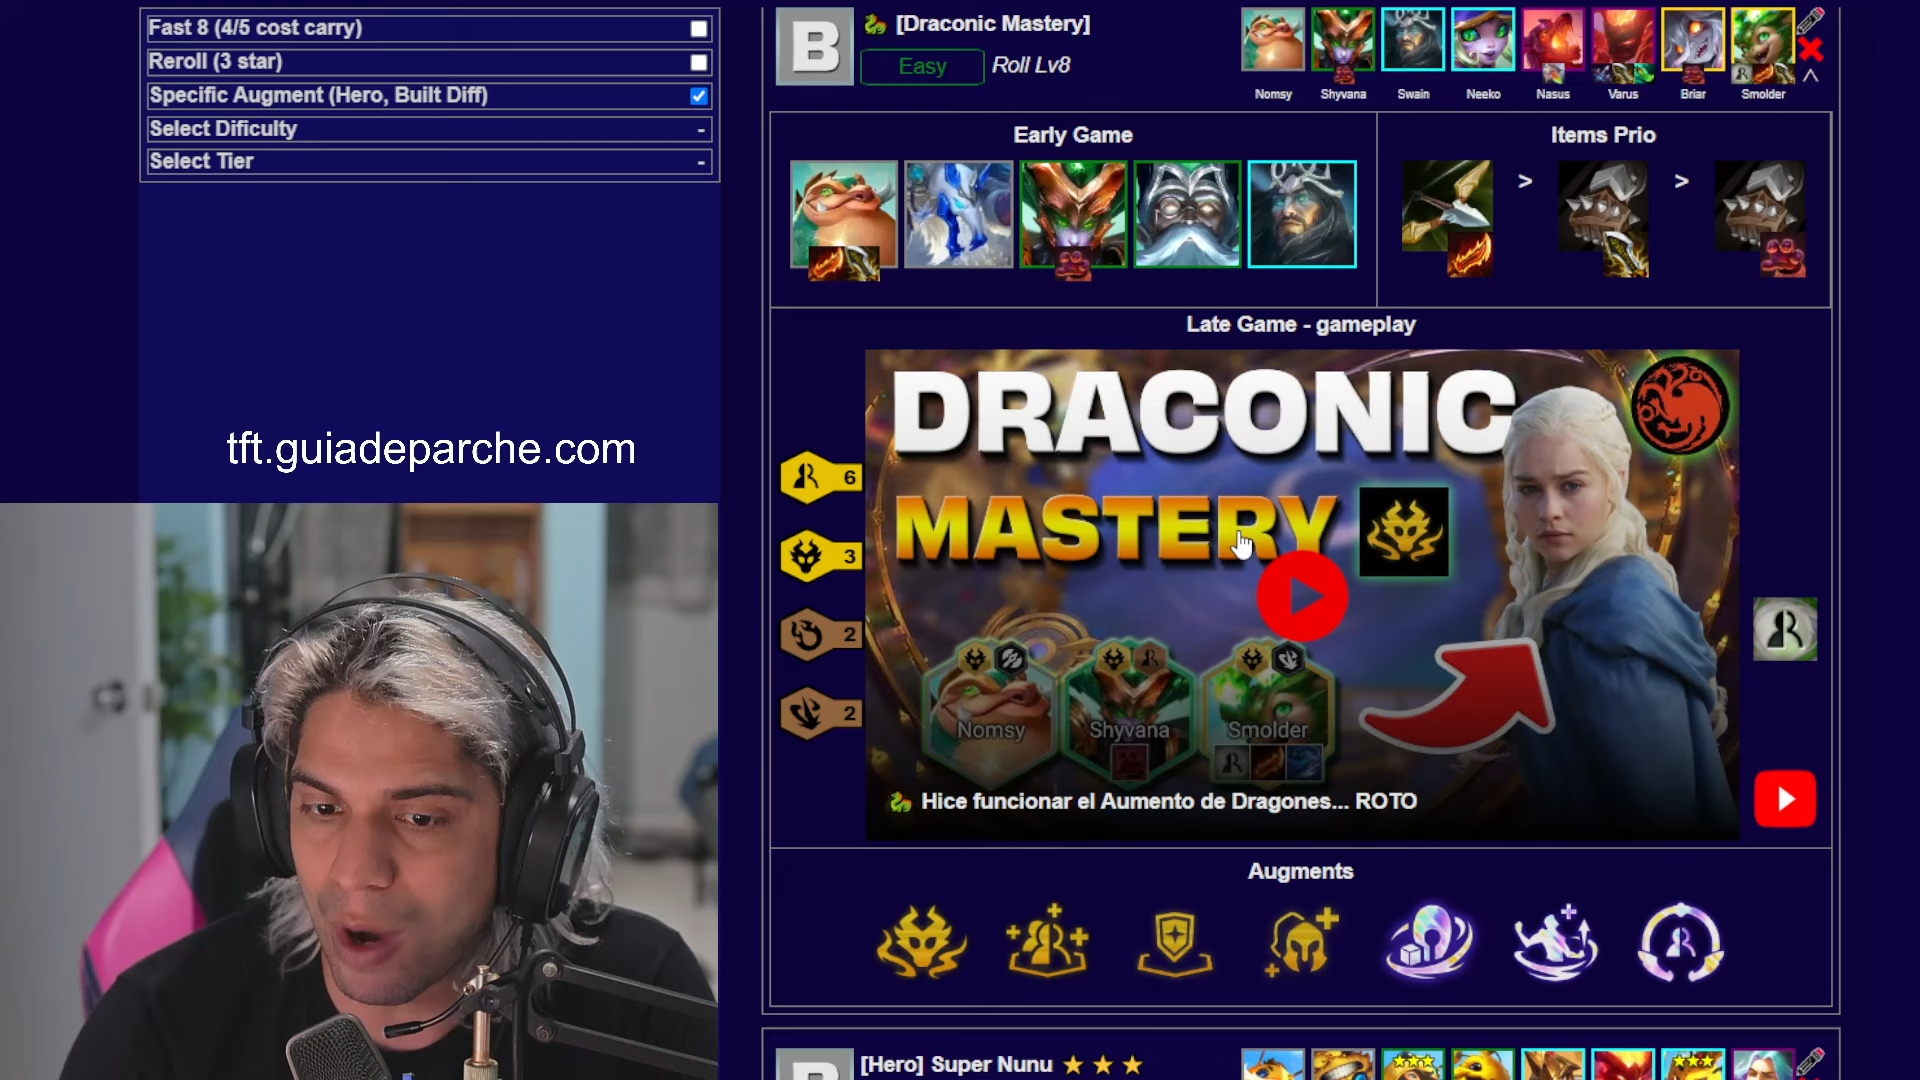 Fast 8 (4/5 cost carry)
Reroll (3 star)
Specific Augment (Hero, Built Diff)
Select Dificulty -
Select Tier -
tft.guiadeparche.com
B
[Draconic Mastery]
Easy
Roll Lv8
Nomsy Shyvana Swain Neeko Nasus Varus Briar Smolder
Early Game
Items Prio
> >
Late Game - gameplay
6
3
2
2
DRACONIC
MASTERY
Nomsy Shyvana Smolder
Hice funcionar el Aumento de Dragones... ROTO
Augments
B
[Hero] Super Nunu